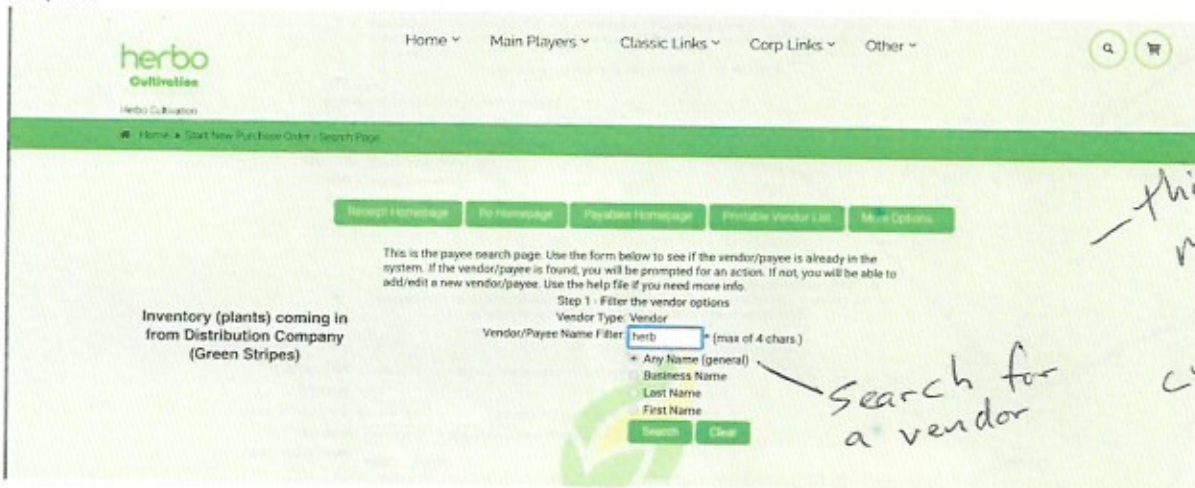 Home Main Players Classic Links Corp Links Other
herbo
Cultivation
Herbo Cultivation
Home » Start New Purchase Order - Search Page
Receipt Homepage Po Homepage Payables Homepage Printable Vendor List More Options
This is the payee search page. Use the form below to see if the vendor/payee is already in the
system. If the vendor/payee is found, you will be prompted for an action. If not, you will be able to
add/edit a new vendor/payee. Use the help file if you need more info.
Step 1 - Filter the vendor options
Vendor Type: Vendor
Vendor/Payee Name Filter: herb * (max of 4 chars.)
Any Name (general)
Business Name
Last Name
First Name
Search Clear
Inventory (plants) coming in
from Distribution Company
(Green Stripes)
Search for
a vendor